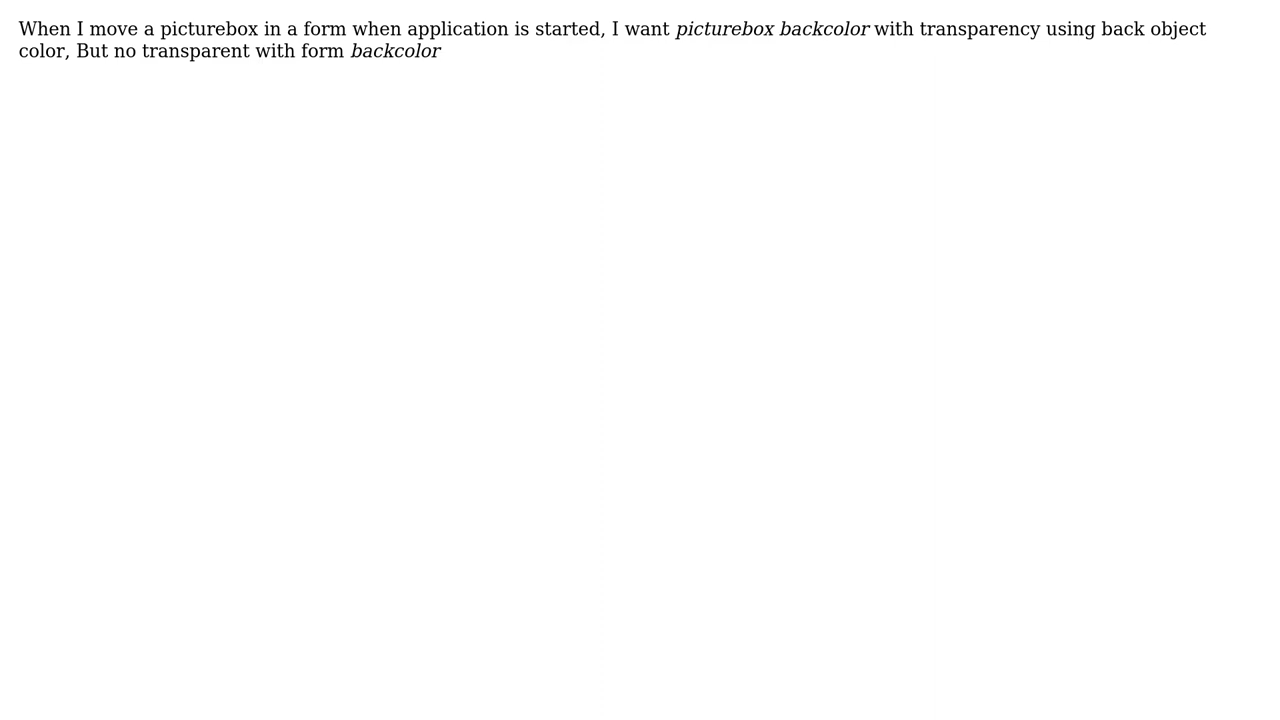 When I move a picturebox in a form when application is started, I want picturebox backcolor with transparency using back object
color, But no transparent with form backcolor